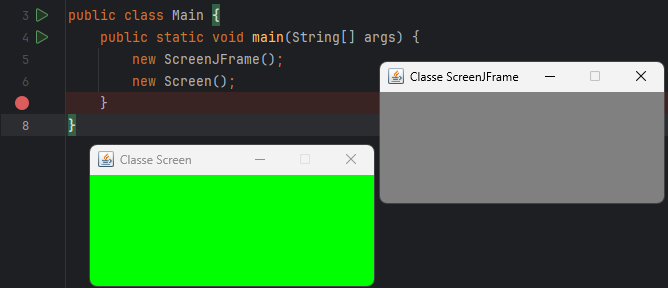 3 public class Main {
4 public static void main(String[] args) {
5 new ScreenJFrame();
6 new Screen();
}
8 }
Classe ScreenJFrame
Classe Screen